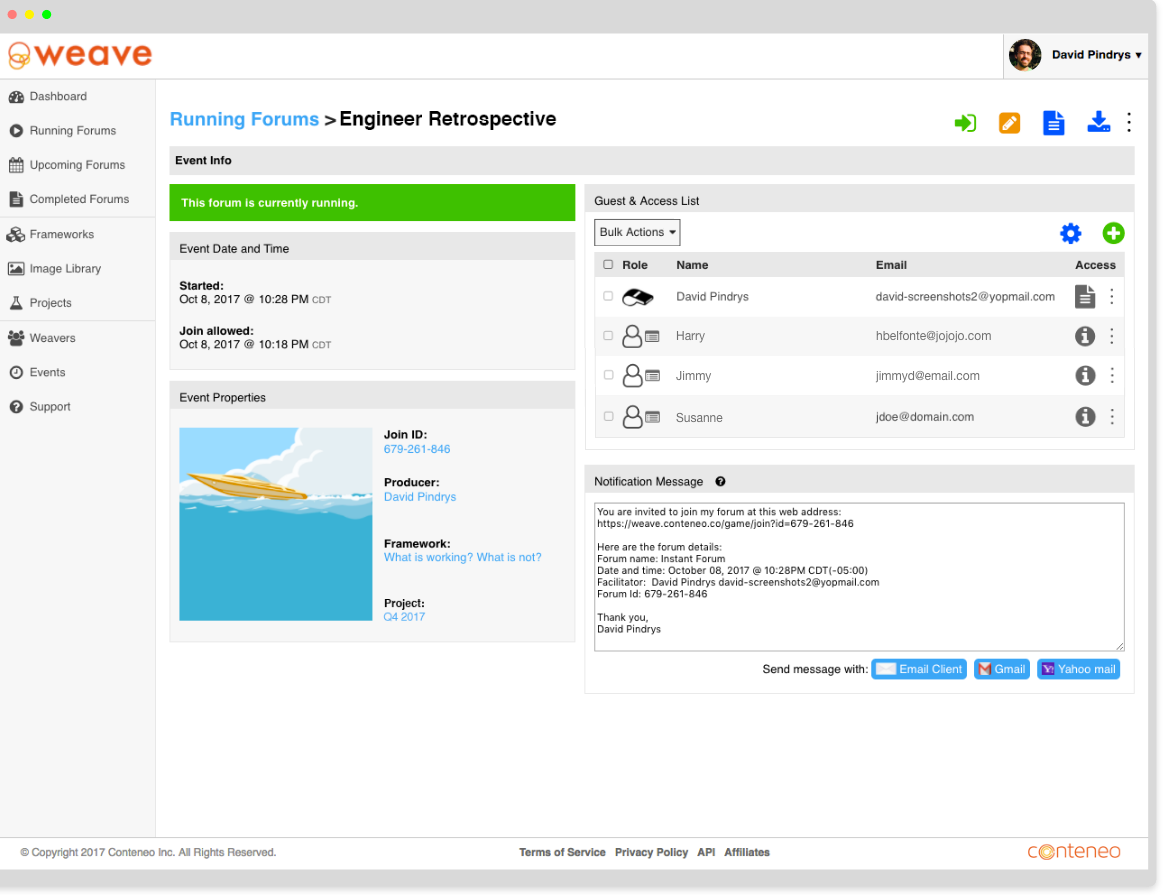 weave
David Pindrys ▾
Dashboard
Running Forums
Upcoming Forums
Completed Forums
Frameworks
Image Library
Projects
Weavers
Events
Support
Running Forums > Engineer Retrospective
Event Info
This forum is currently running.
Event Date and Time
Started:
Oct 8, 2017 @ 10:28 PM CDT
Join allowed:
Oct 8, 2017 @ 10:18 PM CDT
Event Properties
Join ID:
679-261-846
Producer:
David Pindrys
Framework:
What is working? What is not?
Project:
Q4 2017
Guest & Access List
Bulk Actions ▾
Role Name Email Access
David Pindrys david-screenshots2@yopmail.com
Harry hbelfonte@jojojo.com
Jimmy jimmyd@email.com
Susanne jdoe@domain.com
Notification Message
You are invited to join my forum at this web address:
https://weave.conteneo.co/game/join?id=679-261-846
Here are the forum details:
Forum name: Instant Forum
Date and time: October 08, 2017 @ 10:28PM CDT(-05:00)
Facilitator: David Pindrys david-screenshots2@yopmail.com
Forum Id: 679-261-846
Thank you,
David Pindrys
Send message with: Email Client Gmail Yahoo mail
© Copyright 2017 Conteneo Inc. All Rights Reserved.
Terms of Service Privacy Policy API Affiliates
conteneo